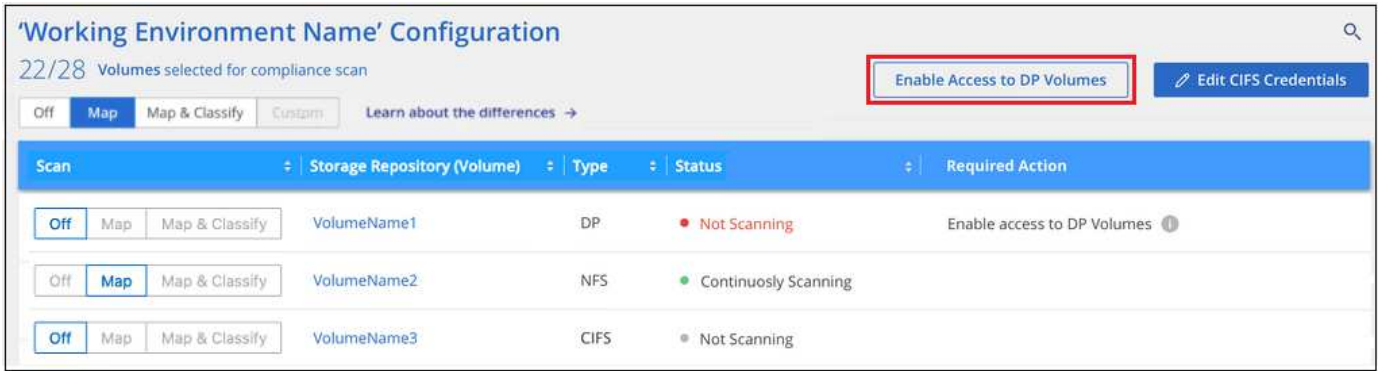 ‘Working Environment Name’ Configuration
22/28 Volumes selected for compliance scan
Enable Access to DP Volumes
Edit CIFS Credentials
Off Map Map & Classify Custom Learn about the differences →
Scan Storage Repository (Volume) Type Status Required Action
Off Map Map & Classify VolumeName1 DP Not Scanning Enable access to DP Volumes
Off Map Map & Classify VolumeName2 NFS Continuosly Scanning
Off Map Map & Classify VolumeName3 CIFS Not Scanning